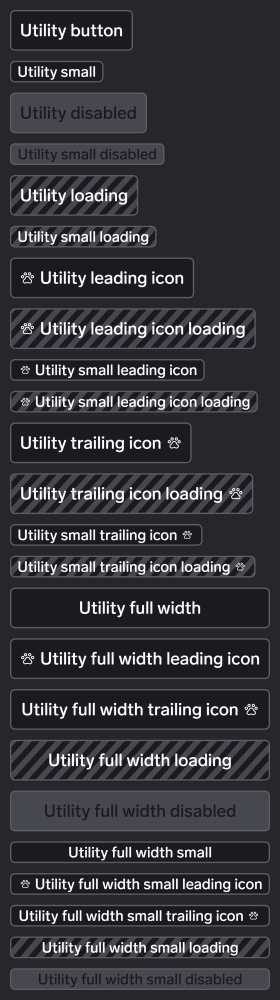 Utility button
Utility small
Utility disabled
Utility small disabled
Utility loading
Utility small loading
Utility leading icon
Utility leading icon loading
Utility small leading icon
Utility small leading icon loading
Utility trailing icon
Utility trailing icon loading
Utility small trailing icon
Utility small trailing icon loading
Utility full width
Utility full width leading icon
Utility full width trailing icon
Utility full width loading
Utility full width disabled
Utility full width small
Utility full width small leading icon
Utility full width small trailing icon
Utility full width small loading
Utility full width small disabled